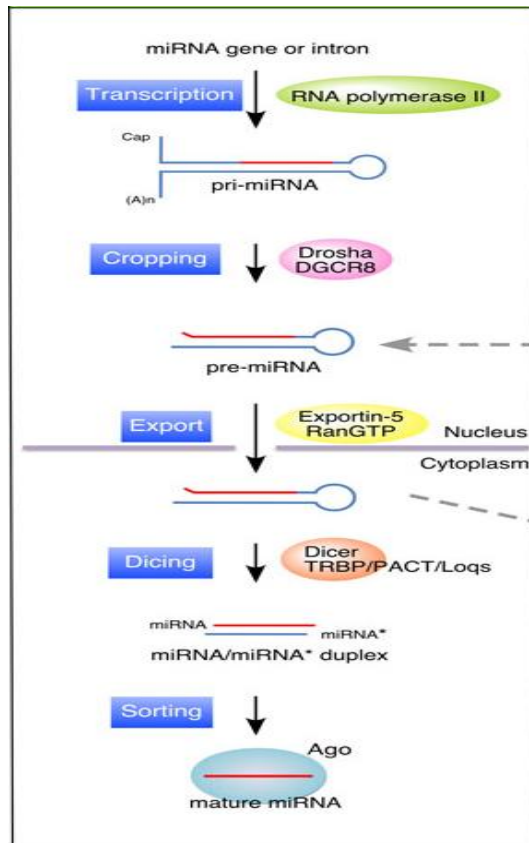 miRNA gene or intron
Transcription
RNA polymerase II
Cap
pri-miRNA
(A)n
Cropping
Drosha
DGCR8
pre-miRNA
Export
Exportin-5
RanGTP
Nucleus
Cytoplasm
Dicing
Dicer
TRBP/PACT/Loqs
miRNA
miRNA*
miRNA/miRNA* duplex
Sorting
Ago
mature miRNA